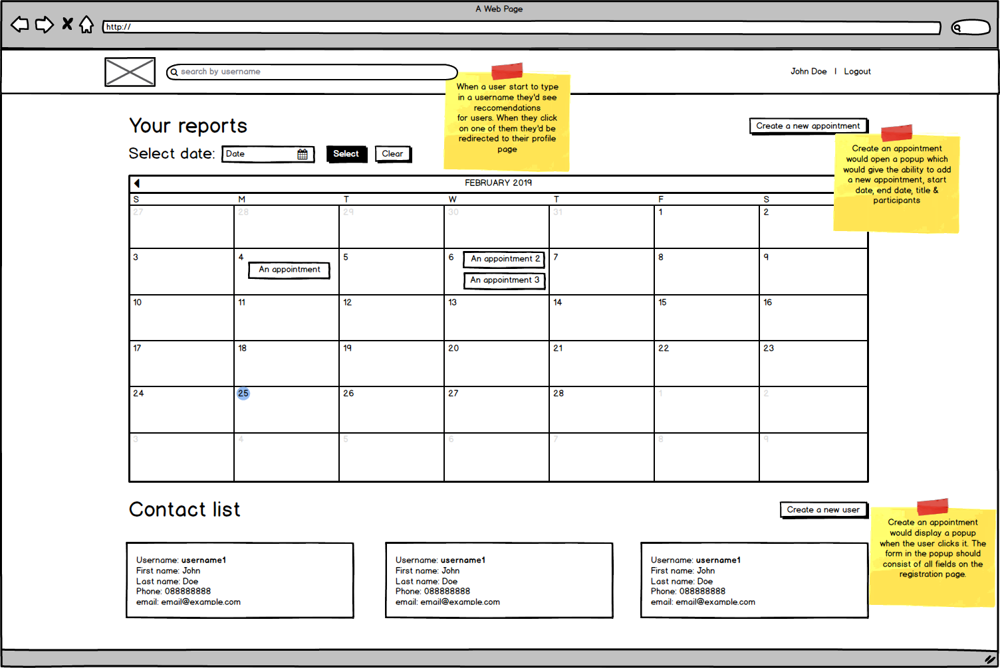 A Web Page
http://
search by username
John Doe | Logout
When a user start to type
in a username they'd see
reccomendations
for users. When they click
on one of them they'd be
redirected to their profile
page
Your reports
Create a new appointment
Select date: Date Select Clear
Create an appointment
would open a popup which
would give the ability to add
a new appointment, start
date, end date, title &
participants
FEBRUARY 2019
S M T W T F S
27 28 29 30 31 1 2
3 4 5 6 7 8 9
An appointment
An appointment 2
An appointment 3
10 11 12 13 14 15 16
17 18 19 20 21 22 23
24 25 26 27 28 1 2
3 4 5 6 7 8 9
Contact list
Create a new user
Create an appointment
would display a popup
when the user clicks it. The
form in the popup should
consist of all fields on the
registration page.
Username: username1
First name: John
Last name: Doe
Phone: 088888888
email: email@example.com
Username: username1
First name: John
Last name: Doe
Phone: 088888888
email: email@example.com
Username: username1
First name: John
Last name: Doe
Phone: 088888888
email: email@example.com